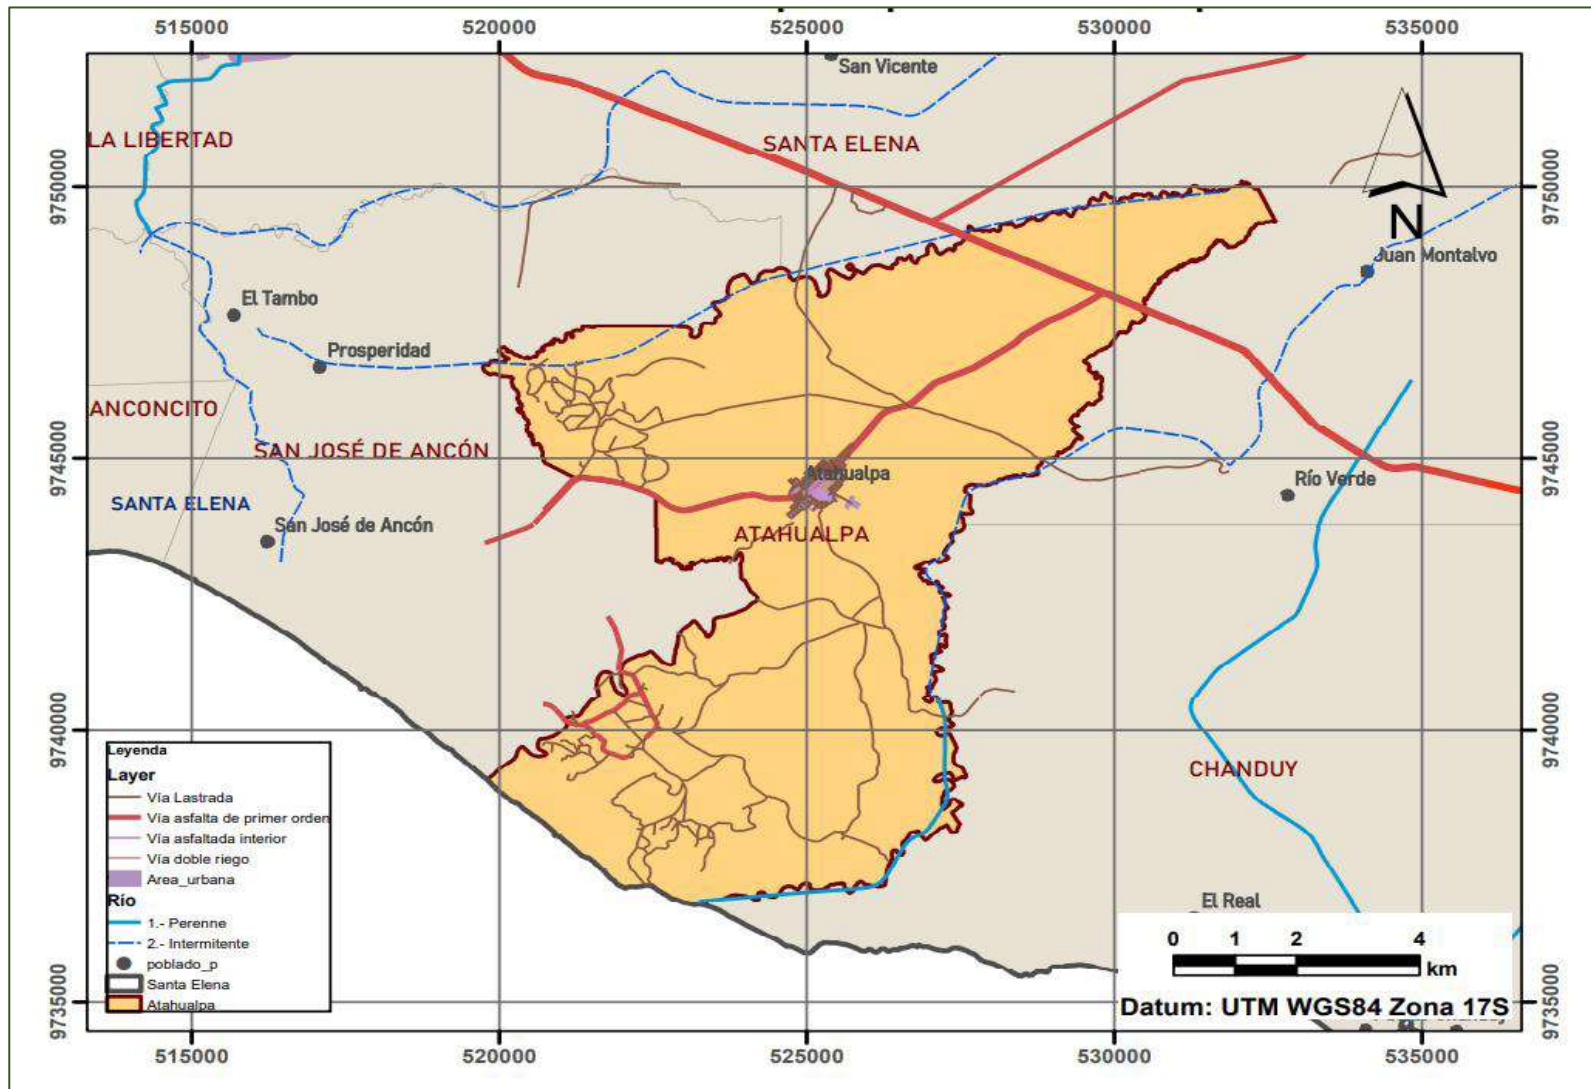 515000
520000
525000
530000
535000
San Vicente
LA LIBERTAD
SANTA ELENA
9750000
9750000
N
Juan Montalvo
El Tambo
Prosperidad
ANCONCITO
SAN JOSÉ DE ANCÓN
9745000
9745000
Atahualpa
Río Verde
SANTA ELENA
San José de Ancón
ATAHUALPA
9740000
9740000
CHANDUY
Leyenda
Layer
Vía Lastrada
Vía asfalta de primer orden
Vía asfaltada interior
Vía doble riego
Area_urbana
Río
1.- Perenne
2.- Intermitente
poblado_p
Santa Elena
Atahualpa
El Real
0 1 2 4
km
Datum: UTM WGS84 Zona 17S
9735000
9735000
515000
520000
525000
530000
535000